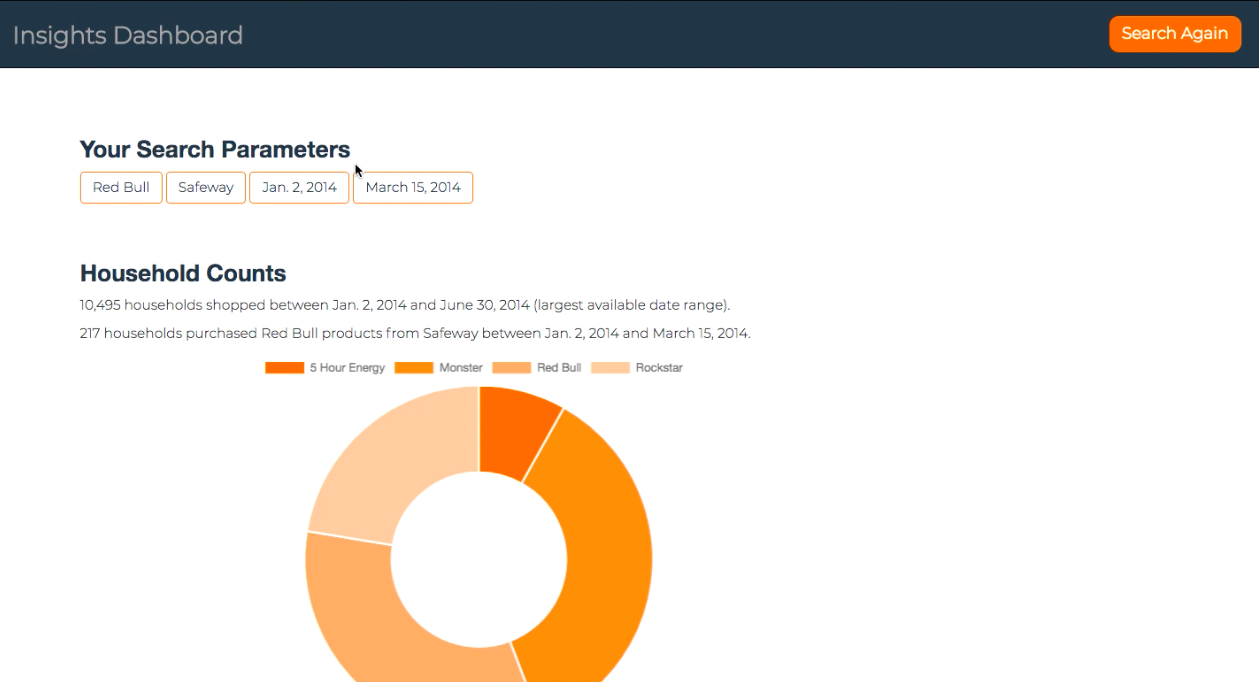 Insights Dashboard
Search Again
Your Search Parameters
Red Bull
Safeway
Jan. 2, 2014
March 15, 2014
Household Counts
10,495 households shopped between Jan. 2, 2014 and June 30, 2014 (largest available date range).
217 households purchased Red Bull products from Safeway between Jan. 2, 2014 and March 15, 2014.
5 Hour Energy
Monster
Red Bull
Rockstar